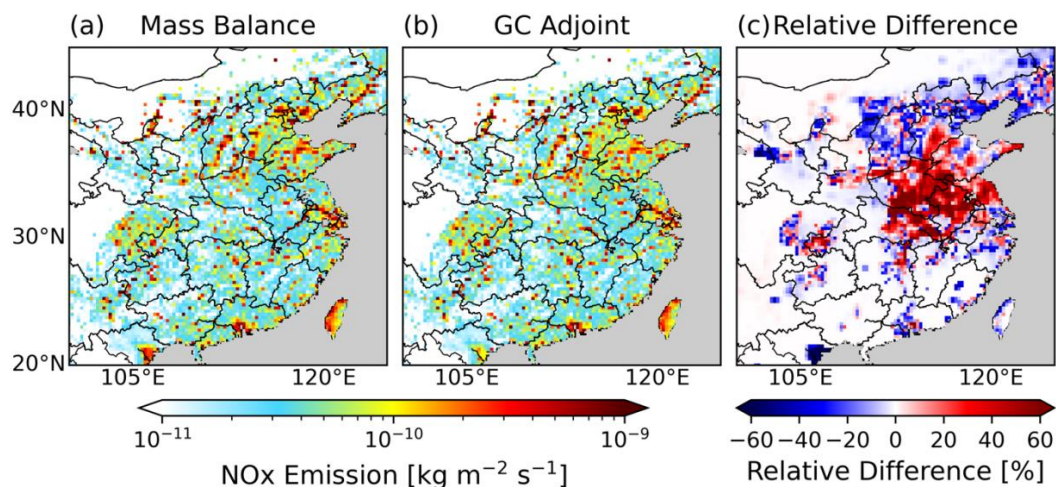 (a) Mass Balance
(b) GC Adjoint
(c)Relative Difference
40°N
30°N
20°N
105°E 120°E
105°E 120°E
105°E 120°E
10⁻¹¹ 10⁻¹⁰ 10⁻⁹
NOx Emission [kg m⁻² s⁻¹]
−60 −40 −20 0 20 40 60
Relative Difference [%]